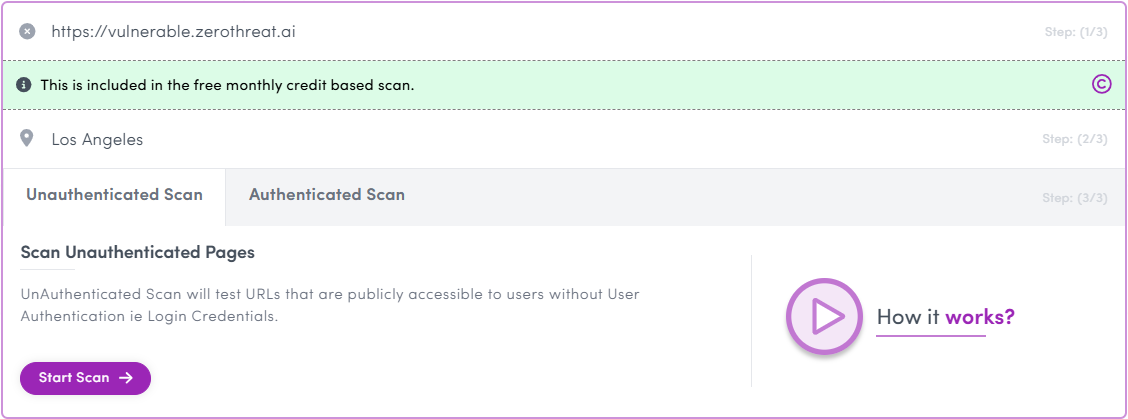 https://vulnerable.zerothreat.ai Step: (1/3)
This is included in the free monthly credit based scan.
Los Angeles Step: (2/3)
Unauthenticated Scan Authenticated Scan Step: (3/3)
Scan Unauthenticated Pages
UnAuthenticated Scan will test URLs that are publicly accessible to users without User
Authentication ie Login Credentials.
Start Scan
How it works?